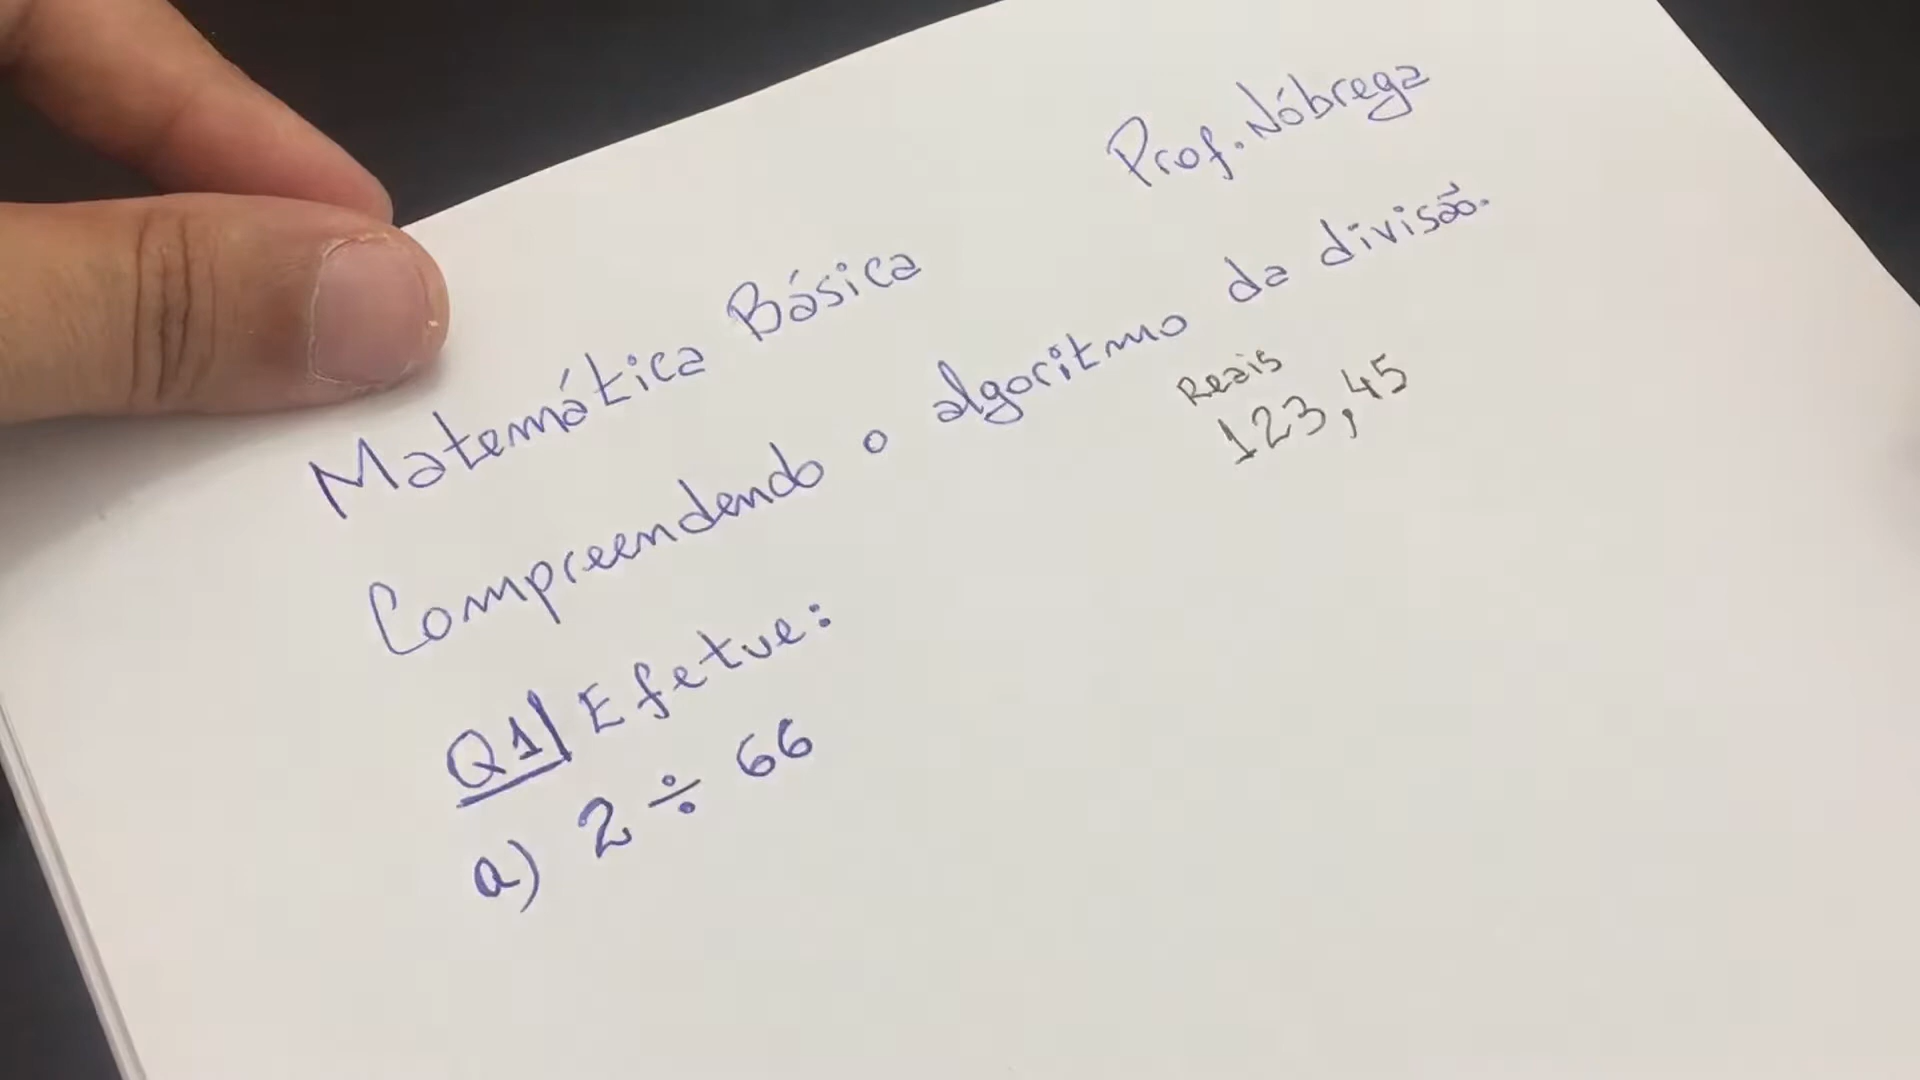 Prof. Nóbrega
Matemática Básica
Compreendendo o algoritmo da divisão.
Reais
123,45
Q1) Efetue:
a) 2 ÷ 66